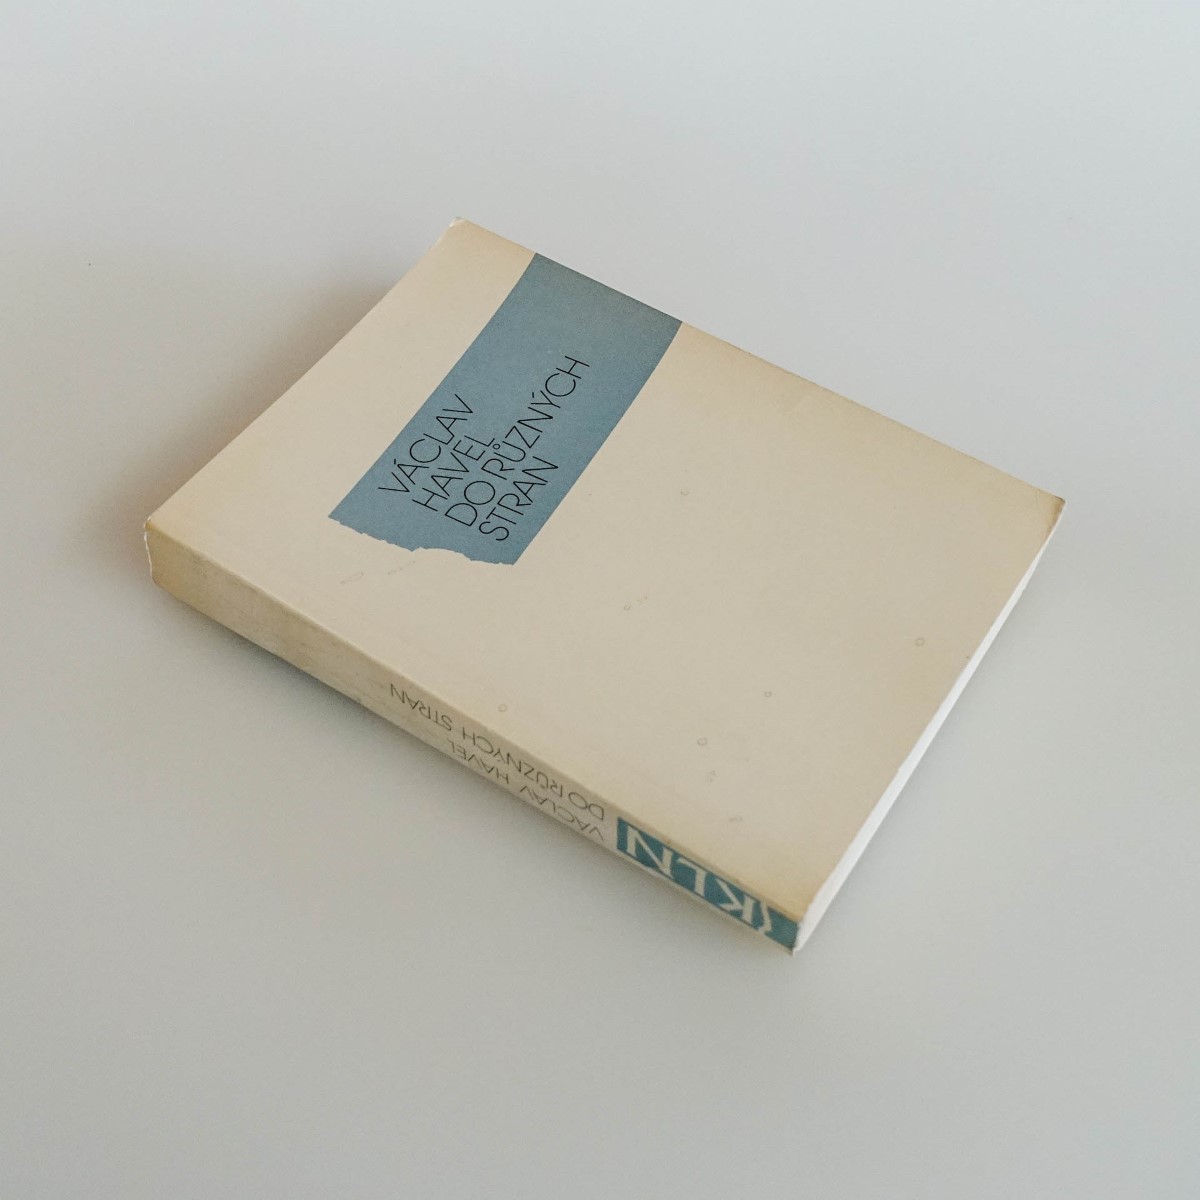 VÁCLAV
HAVEL
DO RŮZNÝCH
STRAN
VÁCLAV HAVEL
DO RŮZNÝCH STRAN
KLN